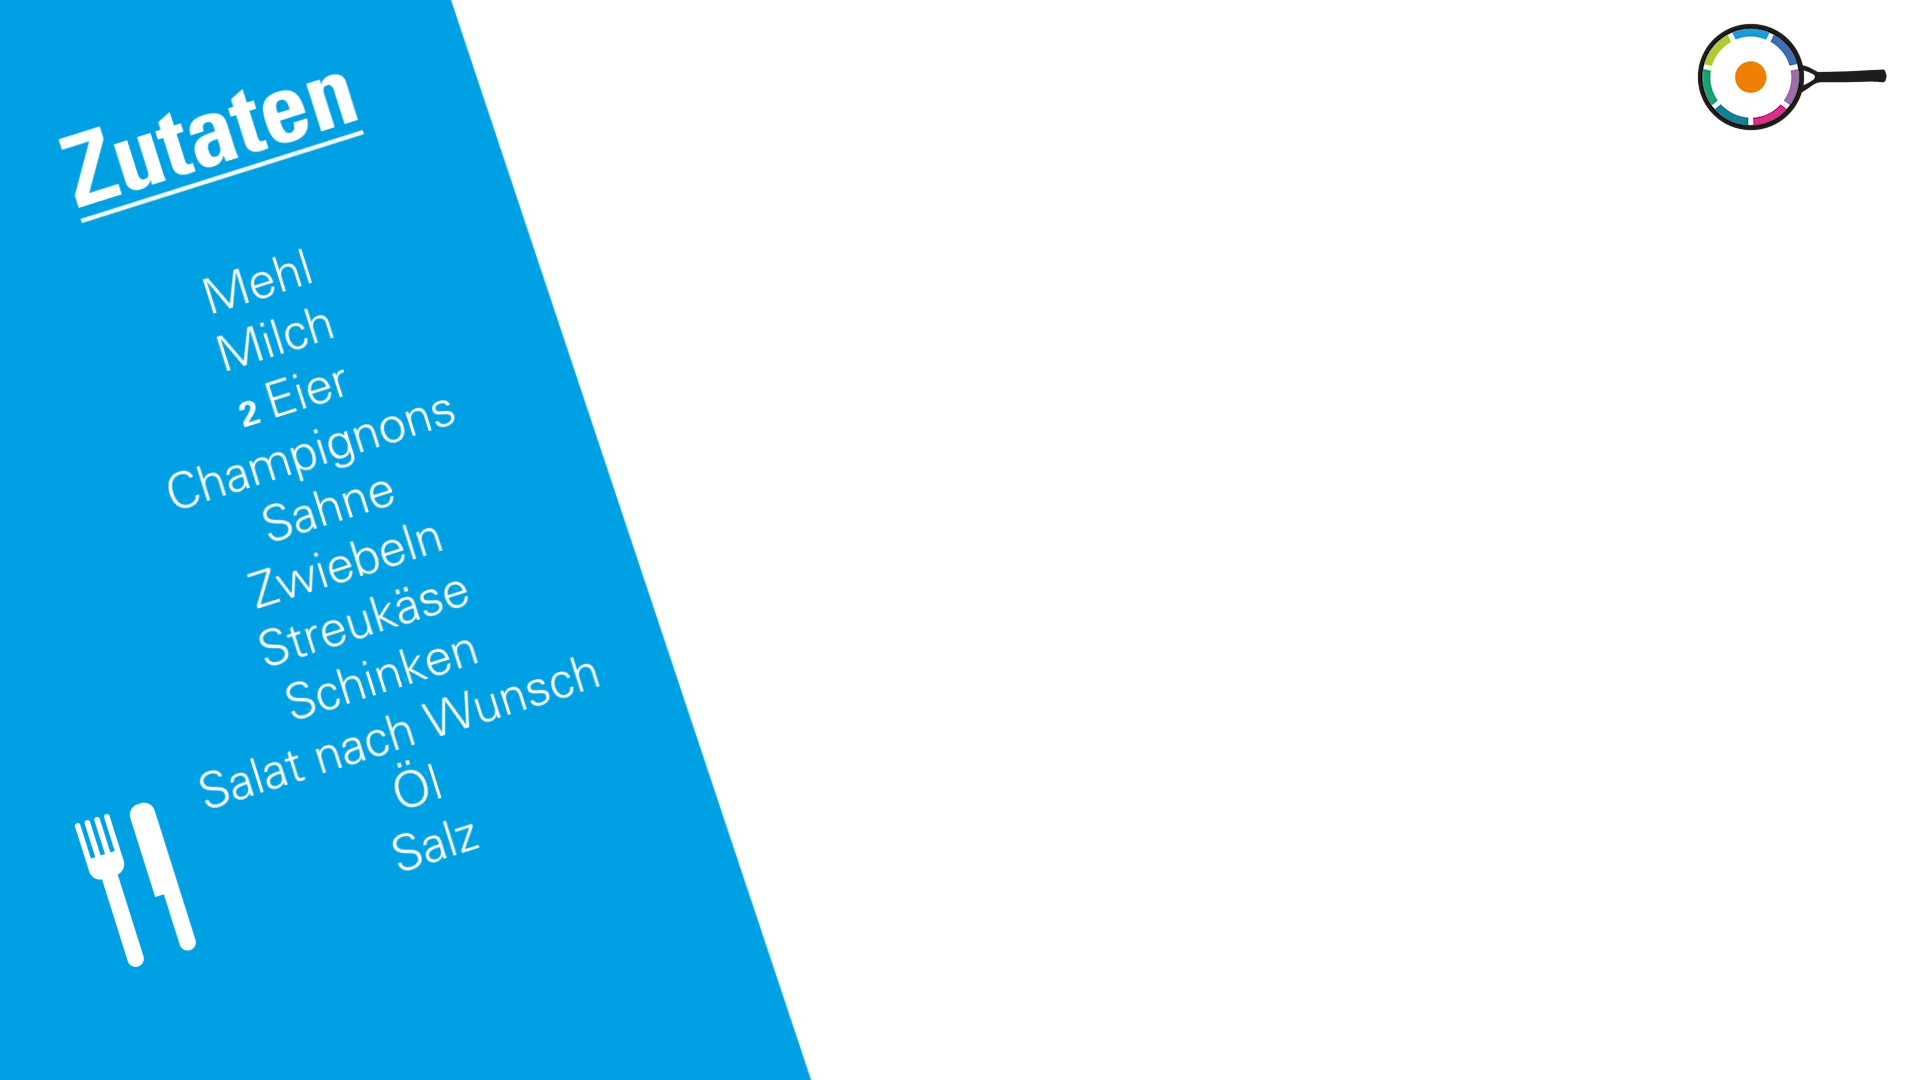 Zutaten
Mehl
Milch
2 Eier
Champignons
Sahne
Zwiebeln
Streukäse
Schinken
Salat nach Wunsch
Öl
Salz